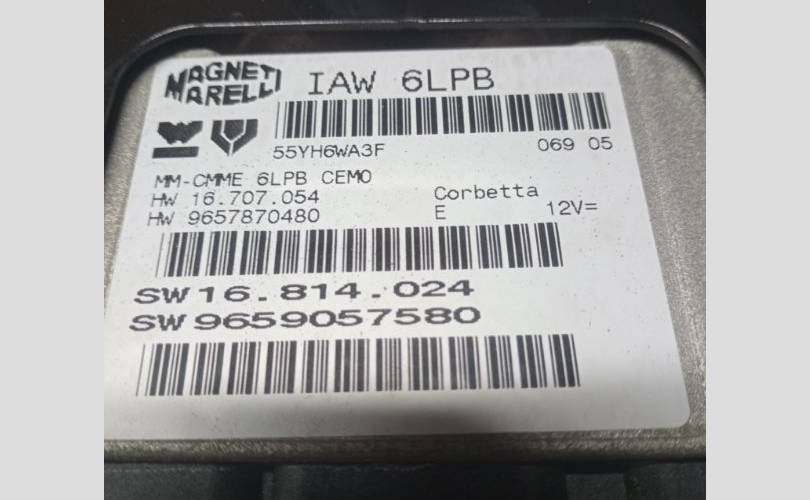 MAGNETI MARELLI
IAW 6LPB
55YH6WA3F 069 05
MM-CMME 6LPB CEM0
HW 16.707.054 Corbetta
HW 9657870480 E 12V=
SW 16.814.024
SW 9659057580